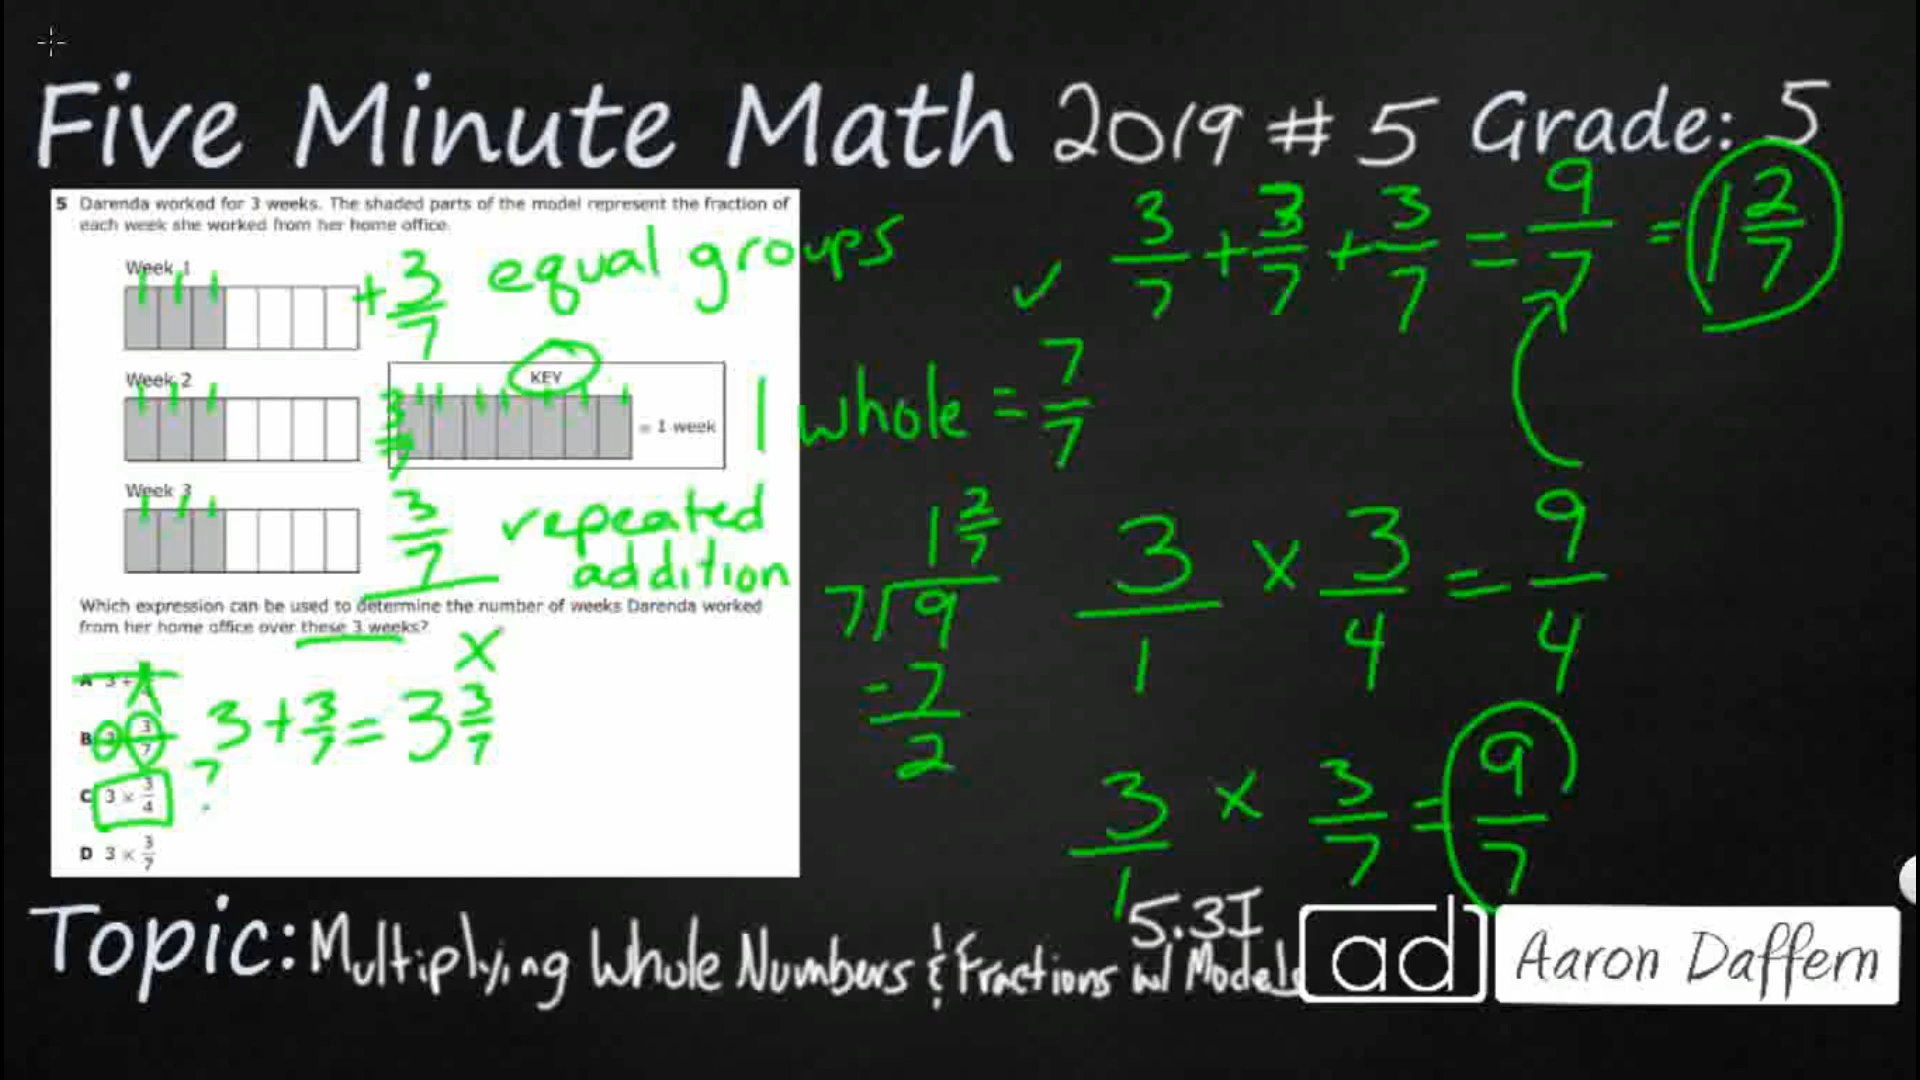 Five Minute Math 2019 # 5 Grade: 5
5 Darenda worked for 3 weeks. The shaded parts of the model represent the fraction of
each week she worked from her home office.
Week 1
+ 3/7 equal groups
Week 2
3/7
KEY
= 1 week
Week 3
3/7 repeated
addition
Which expression can be used to determine the number of weeks Darenda worked
from her home office over these 3 weeks?
A 3 +
B 3/7
3 + 3/7 = 3 3/7 X
?
C 3 × 3/4
D 3 × 3/7
✓ 3/7 + 3/7 + 3/7 = 9/7 = 1 2/7
1 whole = 7/7
1 2/7
7 9
- 7
2
3/1 x 3/4 = 9/4
3/1 x 3/7 = 9/7
5.3I
Topic: Multiplying Whole Numbers & Fractions w/ Models
ad Aaron Daffern